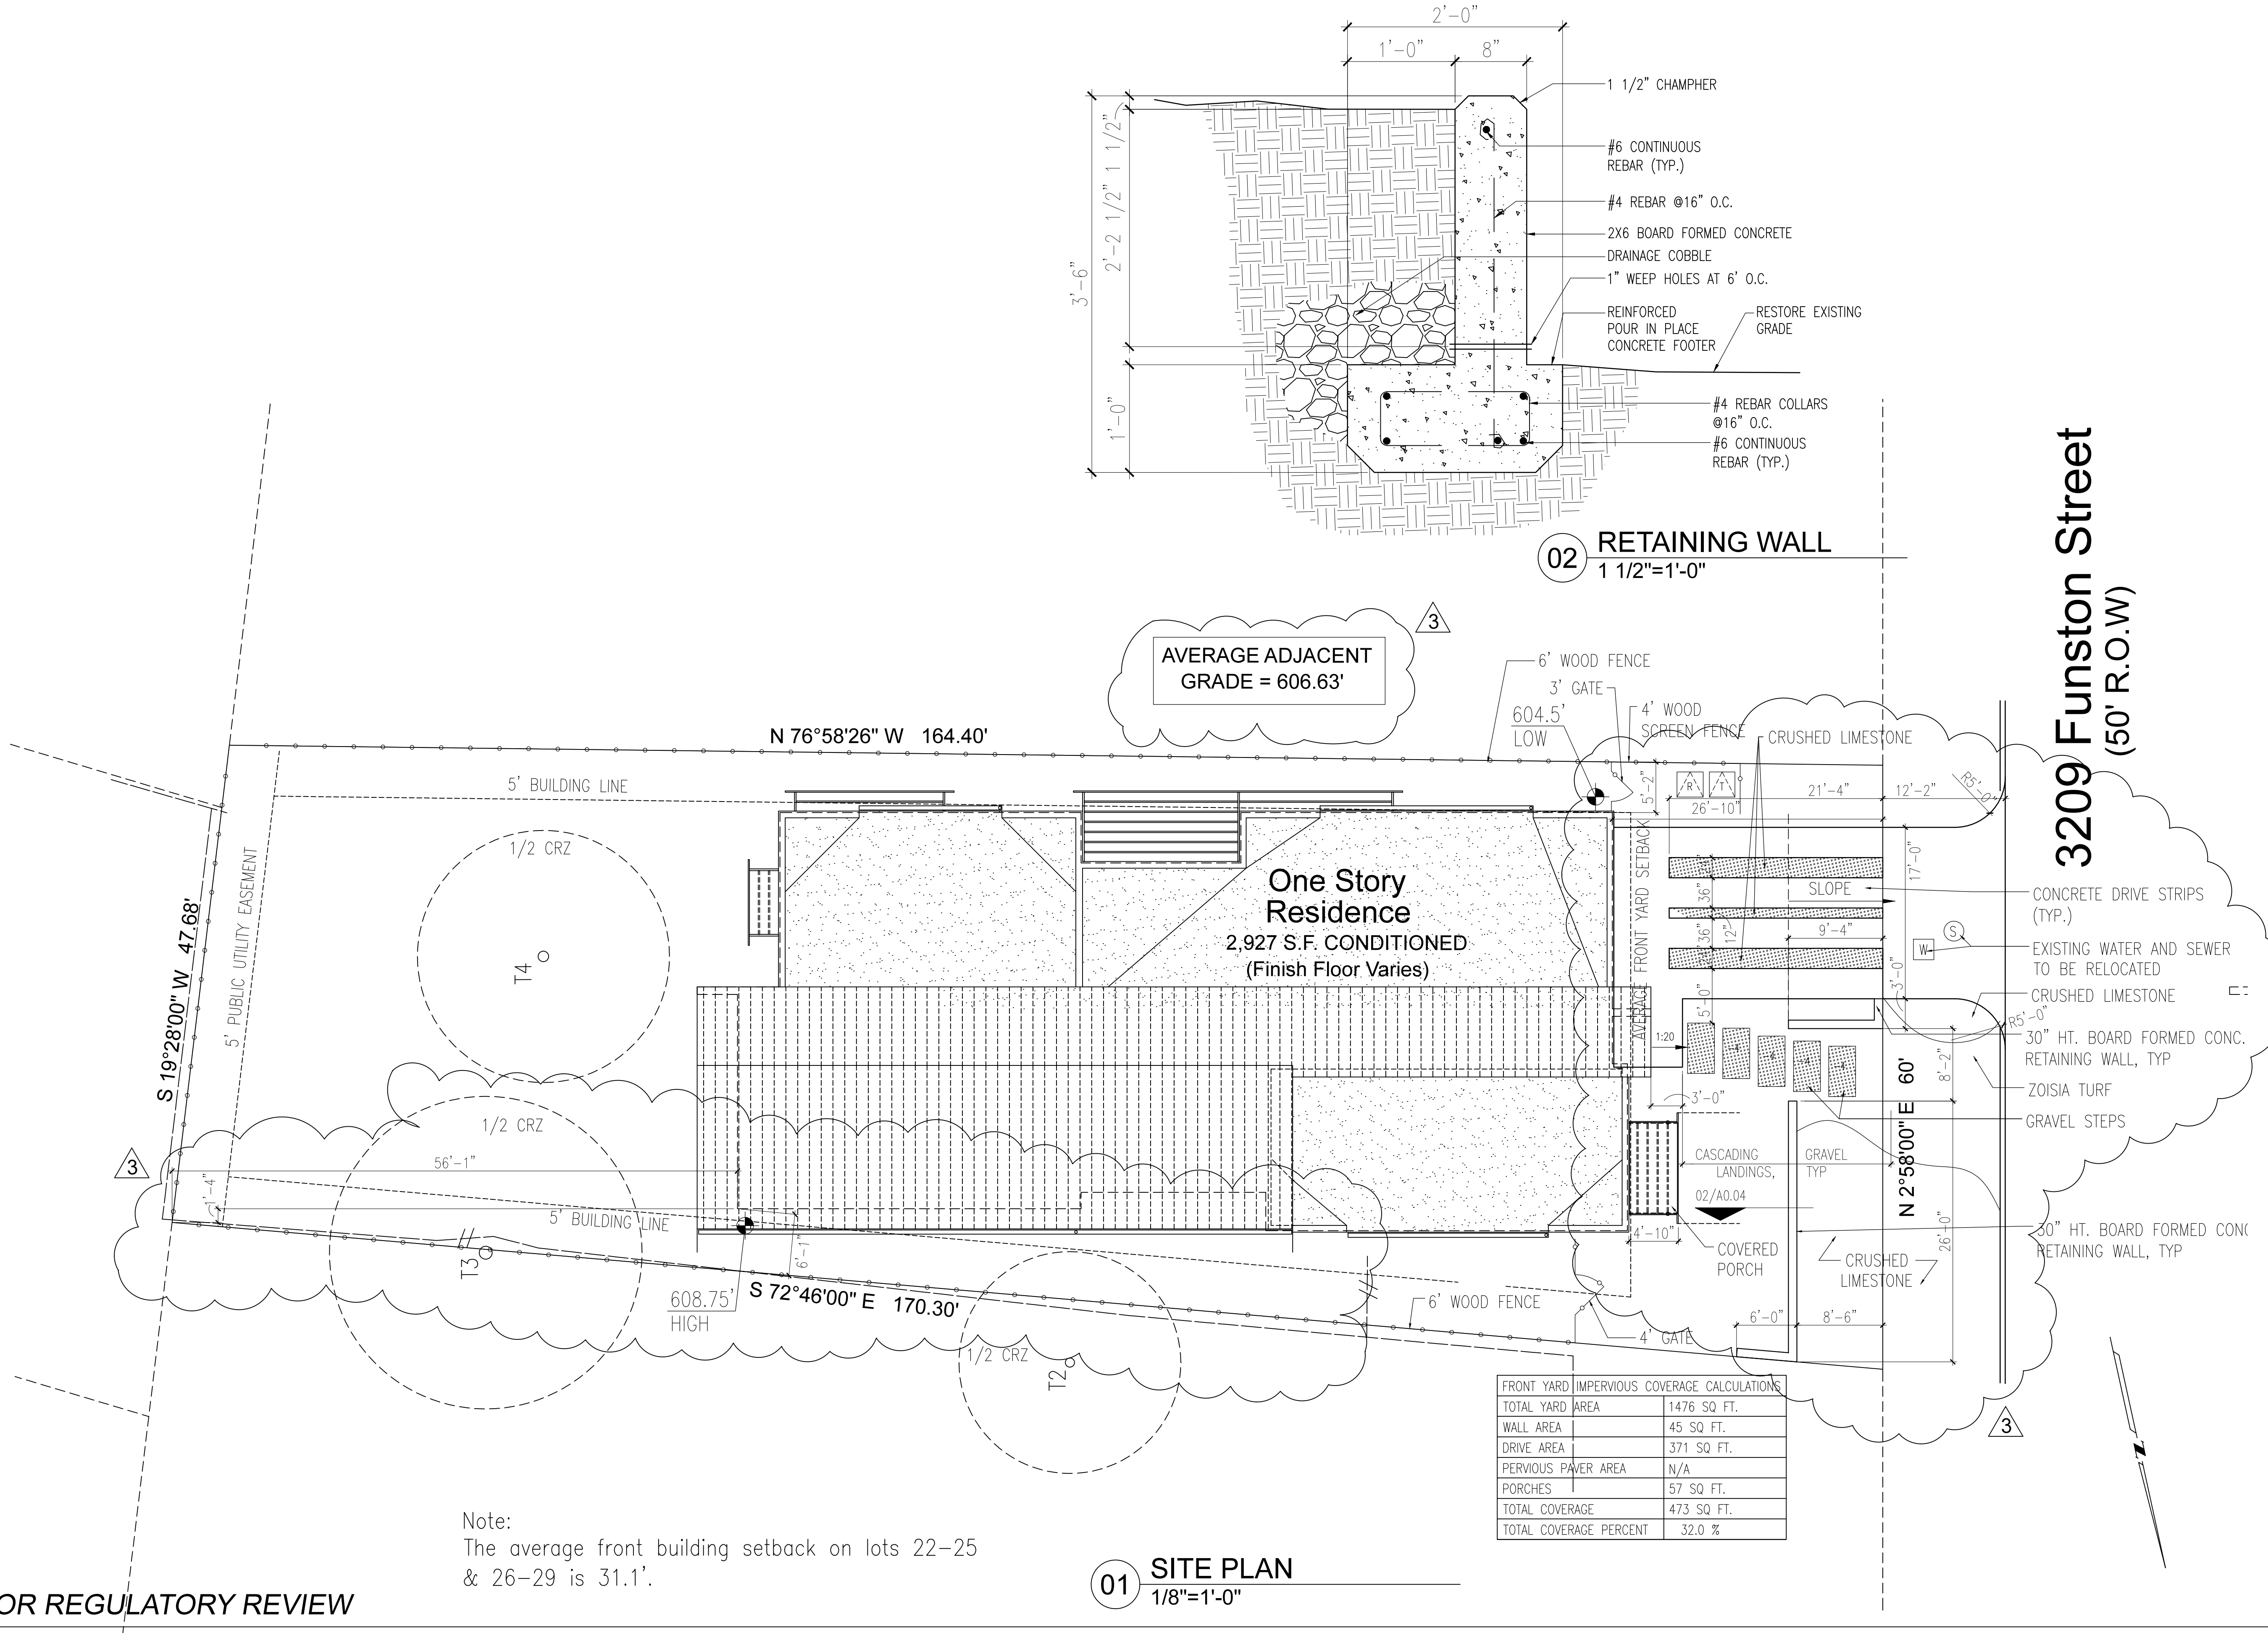 2'-0"
1'-0"
8"
1 1/2" CHAMPHER
#6 CONTINUOUS
REBAR (TYP.)
#4 REBAR @16" O.C.
2X6 BOARD FORMED CONCRETE
DRAINAGE COBBLE
1" WEEP HOLES AT 6' O.C.
REINFORCED
POUR IN PLACE
CONCRETE FOOTER
RESTORE EXISTING
GRADE
#4 REBAR COLLARS
@16" O.C.
#6 CONTINUOUS
REBAR (TYP.)
1 1/2"
2'-2 1/2"
3'-6"
1'-0"
02
RETAINING WALL
1 1/2"=1'-0"
3209 Funston Street
(50' R.O.W)
3
AVERAGE ADJACENT
GRADE = 606.63'
6' WOOD FENCE
3' GATE
604.5'
LOW
4' WOOD
SCREEN FENCE
CRUSHED LIMESTONE
N 76°58'26" W 164.40'
5' BUILDING LINE
5'-2"
R
T
26'-10"
21'-4"
12'-2"
R5'-0"
1/2 CRZ
T4
S 19°28'00" W 47.68'
5' PUBLIC UTILITY EASEMENT
One Story
Residence
2,927 S.F. CONDITIONED
(Finish Floor Varies)
AVERAGE FRONT YARD SETBACK
36"
36"
12"
5'-0"
SLOPE
9'-4"
17'-0"
3'-0"
W
S
CONCRETE DRIVE STRIPS
(TYP.)
EXISTING WATER AND SEWER
TO BE RELOCATED
CRUSHED LIMESTONE
R5'-0"
30" HT. BOARD FORMED CONC.
RETAINING WALL, TYP
ZOISIA TURF
GRAVEL STEPS
1:20
3'-0"
8'-2"
N 2°58'00" E 60'
CASCADING
LANDINGS,
GRAVEL
TYP
02/A0.04
4'-10"
COVERED
PORCH
CRUSHED
LIMESTONE
26'-0"
30" HT. BOARD FORMED CONC
RETAINING WALL, TYP
6'-0"
8'-6"
1/2 CRZ
3
56'-1"
1'-4"
5' BUILDING LINE
T3
6'-1"
608.75'
HIGH
S 72°46'00" E 170.30'
6' WOOD FENCE
4' GATE
1/2 CRZ
T2
3
FRONT YARD IMPERVIOUS COVERAGE CALCULATIONS
TOTAL YARD AREA 1476 SQ FT.
WALL AREA 45 SQ FT.
DRIVE AREA 371 SQ FT.
PERVIOUS PAVER AREA N/A
PORCHES 57 SQ FT.
TOTAL COVERAGE 473 SQ FT.
TOTAL COVERAGE PERCENT 32.0 %
Note:
The average front building setback on lots 22-25
& 26-29 is 31.1'.
01
SITE PLAN
1/8"=1'-0"
OR REGULATORY REVIEW